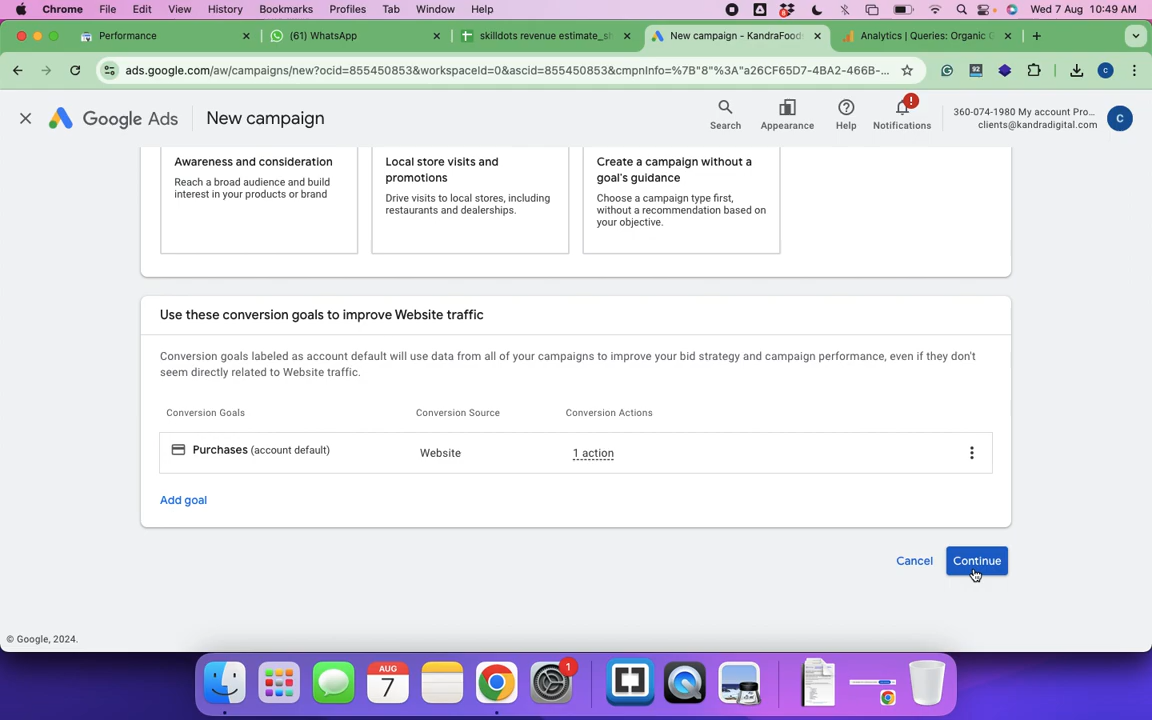 Chrome File Edit View History Bookmarks Profiles Tab Window Help Wed 7 Aug 10:49 AM
Performance (61) WhatsApp skilldots revenue estimate_sh New campaign - KandraFood Analytics | Queries: Organic G
ads.google.com/aw/campaigns/new?ocid=855450853&workspaceId=0&ascid=855450853&cmpnInfo=%7B"8"%3A"a26CF65D7-4BA2-466B-... 92 C
Google Ads New campaign
Search Appearance Help Notifications
!
360-074-1980 My account Pro...
clients@kandradigital.com
C
Awareness and consideration
Reach a broad audience and build
interest in your products or brand
Local store visits and
promotions
Drive visits to local stores, including
restaurants and dealerships.
Create a campaign without a
goal's guidance
Choose a campaign type first,
without a recommendation based on
your objective.
Use these conversion goals to improve Website traffic
Conversion goals labeled as account default will use data from all of your campaigns to improve your bid strategy and campaign performance, even if they don't
seem directly related to Website traffic.
Conversion Goals Conversion Source Conversion Actions
Purchases (account default) Website 1 action
Add goal
Cancel Continue
© Google, 2024.
AUG
7
1